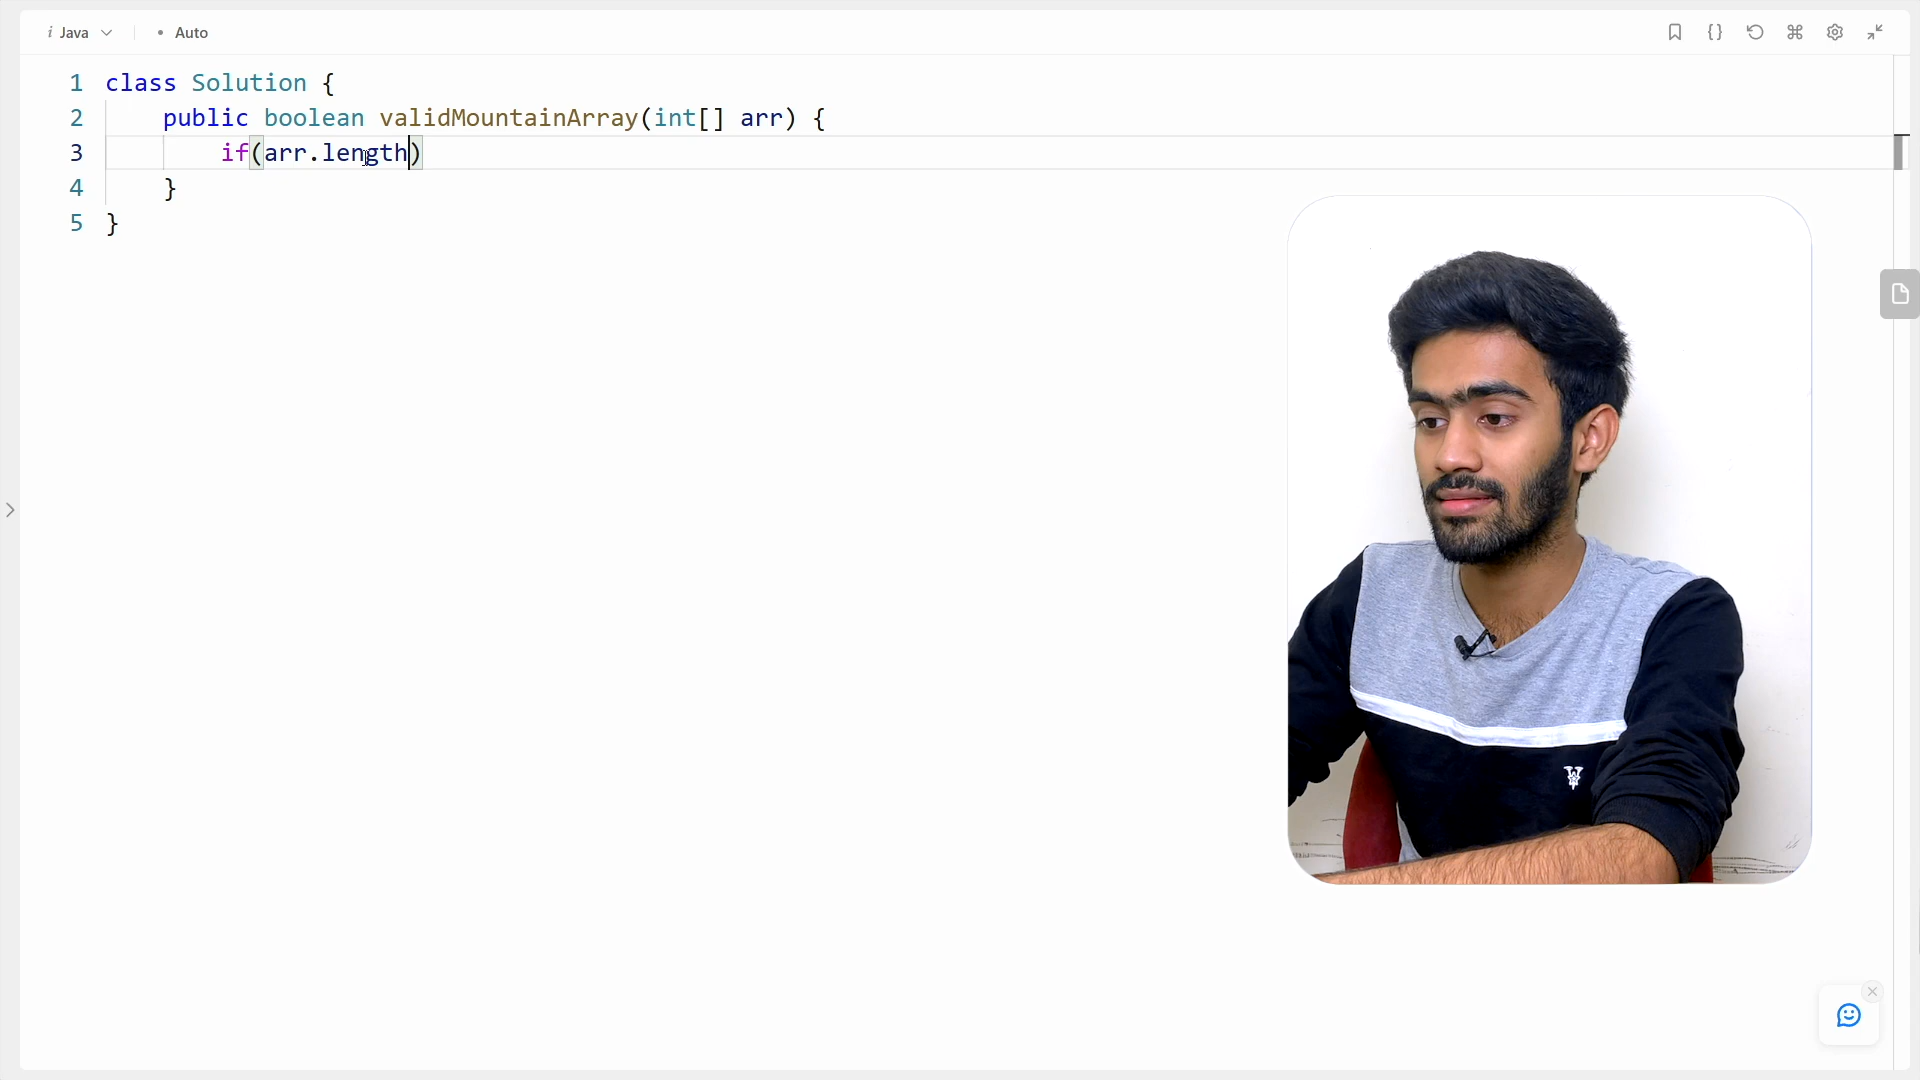 i Java • Auto
1 class Solution {
2 public boolean validMountainArray(int[] arr) {
3 if(arr.length)
4 }
5 }